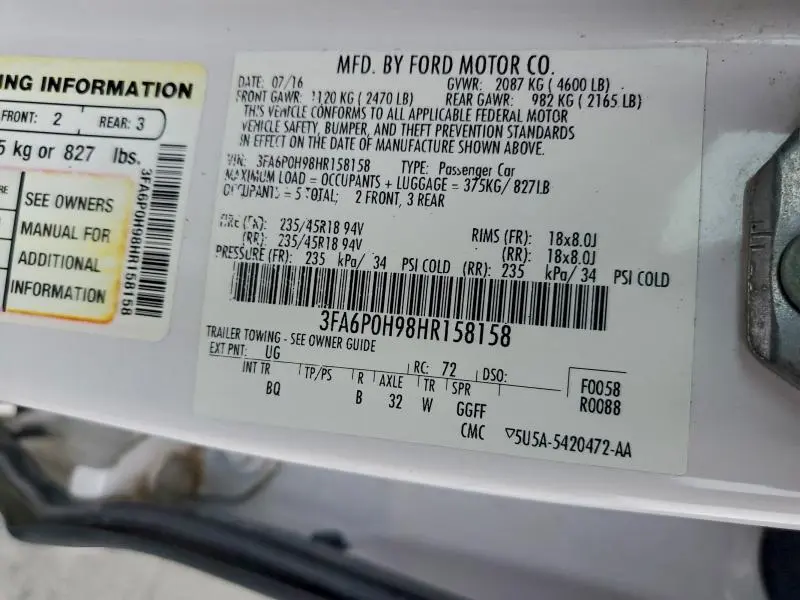 ING INFORMATION
FRONT: 2 REAR: 3
5 kg or 827 lbs.
SEE OWNERS
MANUAL FOR
ADDITIONAL
INFORMATION
3FA6P0H98HR158158
MFD. BY FORD MOTOR CO.
DATE: 07/16 GVWR: 2087 KG ( 4600 LB)
FRONT GAWR: 1120 KG ( 2470 LB) REAR GAWR: 982 KG ( 2165 LB)
THIS VEHICLE CONFORMS TO ALL APPLICABLE FEDERAL MOTOR
VEHICLE SAFETY, BUMPER, AND THEFT PREVENTION STANDARDS
IN EFFECT ON THE DATE OF MANUFACTURE SHOWN ABOVE.
VIN: 3FA6P0H98HR158158 TYPE: Passenger Car
MAXIMUM LOAD = OCCUPANTS + LUGGAGE = 375KG/ 827LB
OCCUPANTS = 5 TOTAL; 2 FRONT, 3 REAR
TIRE (FR): 235/45R18 94V RIMS (FR): 18x8.0J
(RR): 235/45R18 94V (RR): 18x8.0J
PRESSURE (FR): 235 kPa/ 34 PSI COLD (RR): 235 kPa/ 34 PSI COLD
3FA6P0H98HR158158
TRAILER TOWING - SEE OWNER GUIDE
EXT PNT: UG RC: 72 DSO: F0058
INT TR TP/PS R AXLE TR SPR R0088
BQ B 32 W GGFF
CMC 5U5A-5420472-AA